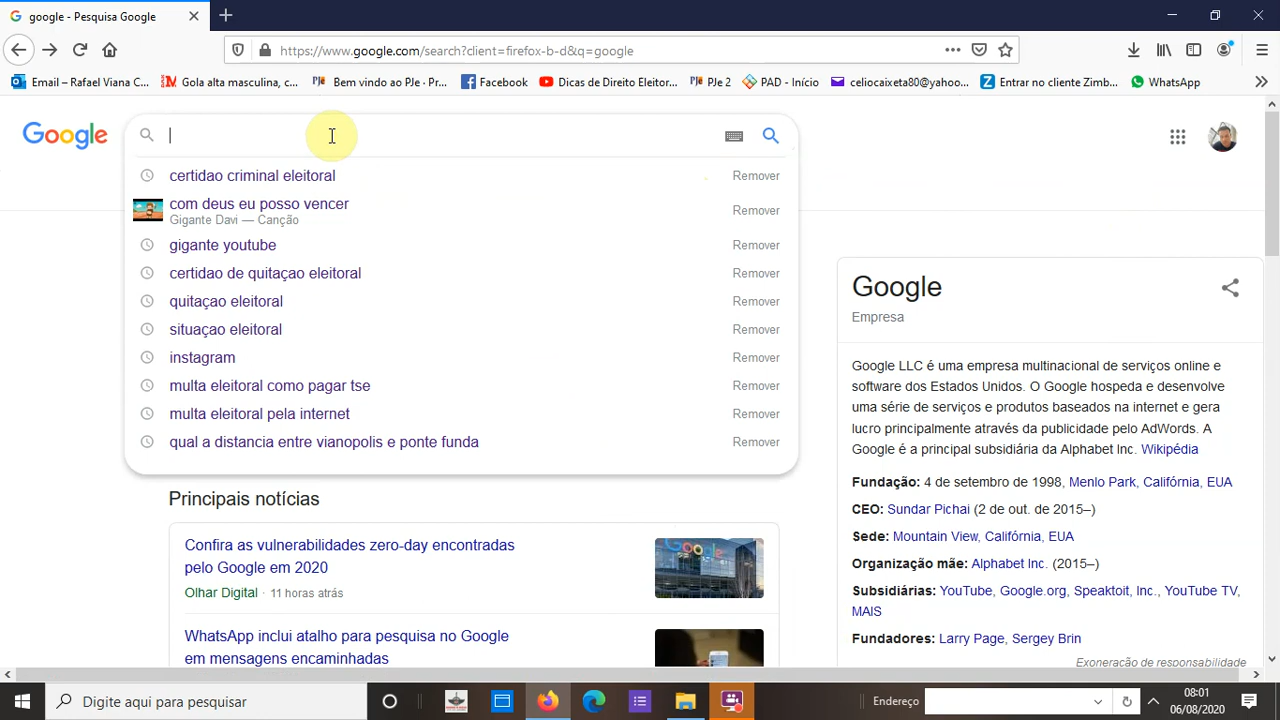 google - Pesquisa Google
https://www.google.com/search?client=firefox-b-d&q=google
Email – Rafael Viana C... Gola alta masculina, c... Bem vindo ao PJe · Pr... Facebook Dicas de Direito Eleitor... PJe 2 PAD - Início celiocaixeta80@yahoo... Entrar no cliente Zimb... WhatsApp
Google
certidao criminal eleitoral Remover
com deus eu posso vencer Remover
Gigante Davi — Canção
gigante youtube Remover
certidao de quitaçao eleitoral Remover
quitaçao eleitoral Remover
situaçao eleitoral Remover
instagram Remover
multa eleitoral como pagar tse Remover
multa eleitoral pela internet Remover
qual a distancia entre vianopolis e ponte funda Remover
Principais notícias
Confira as vulnerabilidades zero-day encontradas
pelo Google em 2020
Olhar Digital · 11 horas atrás
WhatsApp inclui atalho para pesquisa no Google
em mensagens encaminhadas
Google
Empresa
Google LLC é uma empresa multinacional de serviços online e
software dos Estados Unidos. O Google hospeda e desenvolve
uma série de serviços e produtos baseados na internet e gera
lucro principalmente através da publicidade pelo AdWords. A
Google é a principal subsidiária da Alphabet Inc. Wikipédia
Fundação: 4 de setembro de 1998, Menlo Park, Califórnia, EUA
CEO: Sundar Pichai (2 de out. de 2015–)
Sede: Mountain View, Califórnia, EUA
Organização mãe: Alphabet Inc. (2015–)
Subsidiárias: YouTube, Google.org, Speaktoit, Inc., YouTube TV,
MAIS
Fundadores: Larry Page, Sergey Brin
Exoneração de responsabilidade
Digite aqui para pesquisar
Endereço
08:01
06/08/2020